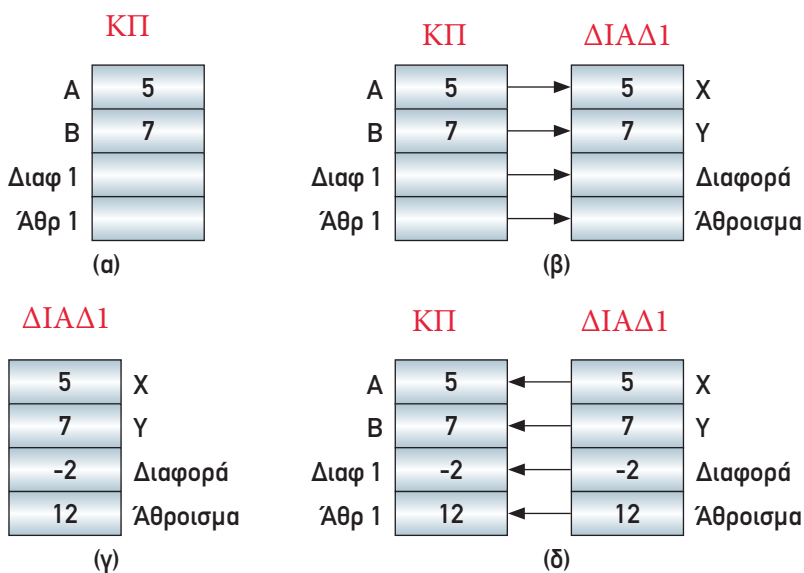 ΚΠ
Α 5
Β 7
Διαφ 1
Άθρ 1
(α)
ΚΠ ΔΙΑΔ1
Α 5 5 Χ
Β 7 7 Υ
Διαφ 1 Διαφορά
Άθρ 1 Άθροισμα
(β)
ΔΙΑΔ1
5 Χ
7 Υ
-2 Διαφορά
12 Άθροισμα
(γ)
ΚΠ ΔΙΑΔ1
Α 5 5 Χ
Β 7 7 Υ
Διαφ 1 -2 -2 Διαφορά
Άθρ 1 12 12 Άθροισμα
(δ)